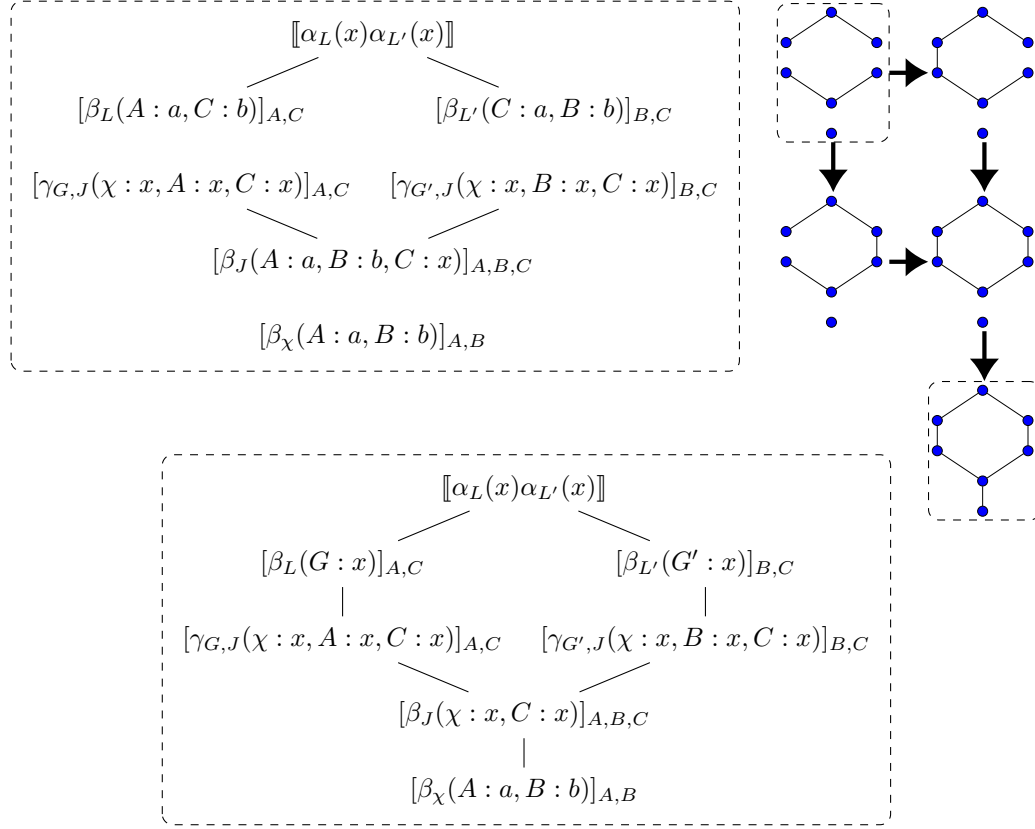 ⟦α_L(x)α_{L′}(x)⟧
[β_L(A : a, C : b)]_{A,C} [β_{L′}(C : a, B : b)]_{B,C}
[γ_{G,J}(χ : x, A : x, C : x)]_{A,C} [γ_{G′,J}(χ : x, B : x, C : x)]_{B,C}
[β_J(A : a, B : b, C : x)]_{A,B,C}
[β_χ(A : a, B : b)]_{A,B}
⟦α_L(x)α_{L′}(x)⟧
[β_L(G : x)]_{A,C} [β_{L′}(G′ : x)]_{B,C}
[γ_{G,J}(χ : x, A : x, C : x)]_{A,C} [γ_{G′,J}(χ : x, B : x, C : x)]_{B,C}
[β_J(χ : x, C : x)]_{A,B,C}
[β_χ(A : a, B : b)]_{A,B}